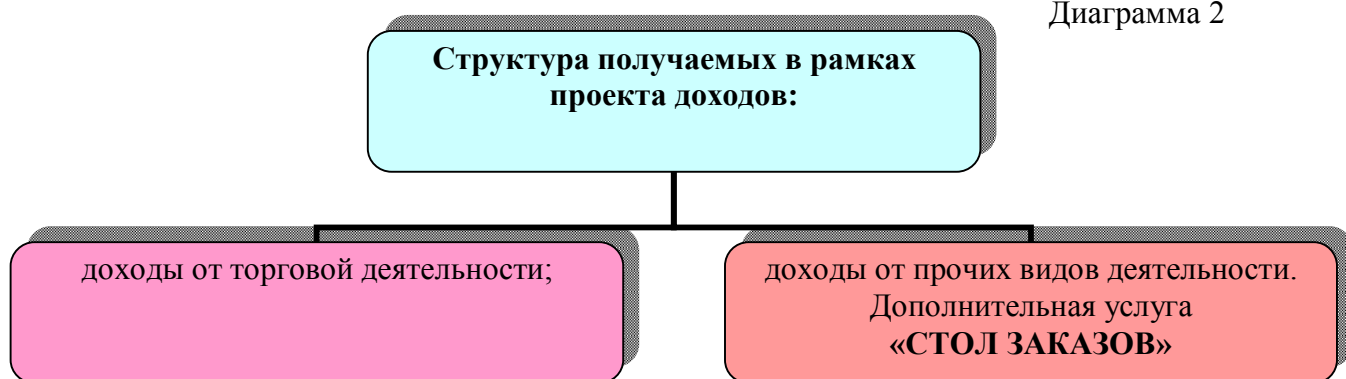 Диаграмма 2
Структура получаемых в рамках
проекта доходов:
доходы от торговой деятельности;
доходы от прочих видов деятельности.
Дополнительная услуга
«СТОЛ ЗАКАЗОВ»